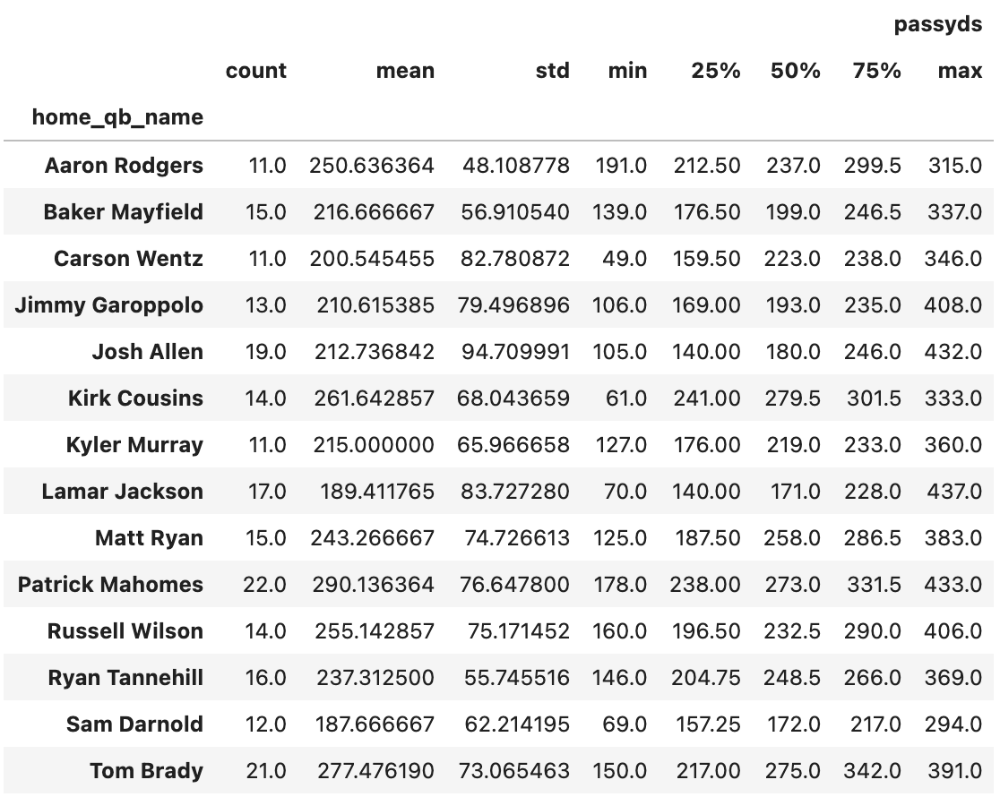 passyds
count mean std min 25% 50% 75% max
home_qb_name
Aaron Rodgers 11.0 250.636364 48.108778 191.0 212.50 237.0 299.5 315.0
Baker Mayfield 15.0 216.666667 56.910540 139.0 176.50 199.0 246.5 337.0
Carson Wentz 11.0 200.545455 82.780872 49.0 159.50 223.0 238.0 346.0
Jimmy Garoppolo 13.0 210.615385 79.496896 106.0 169.00 193.0 235.0 408.0
Josh Allen 19.0 212.736842 94.709991 105.0 140.00 180.0 246.0 432.0
Kirk Cousins 14.0 261.642857 68.043659 61.0 241.00 279.5 301.5 333.0
Kyler Murray 11.0 215.000000 65.966658 127.0 176.00 219.0 233.0 360.0
Lamar Jackson 17.0 189.411765 83.727280 70.0 140.00 171.0 228.0 437.0
Matt Ryan 15.0 243.266667 74.726613 125.0 187.50 258.0 286.5 383.0
Patrick Mahomes 22.0 290.136364 76.647800 178.0 238.00 273.0 331.5 433.0
Russell Wilson 14.0 255.142857 75.171452 160.0 196.50 232.5 290.0 406.0
Ryan Tannehill 16.0 237.312500 55.745516 146.0 204.75 248.5 266.0 369.0
Sam Darnold 12.0 187.666667 62.214195 69.0 157.25 172.0 217.0 294.0
Tom Brady 21.0 277.476190 73.065463 150.0 217.00 275.0 342.0 391.0